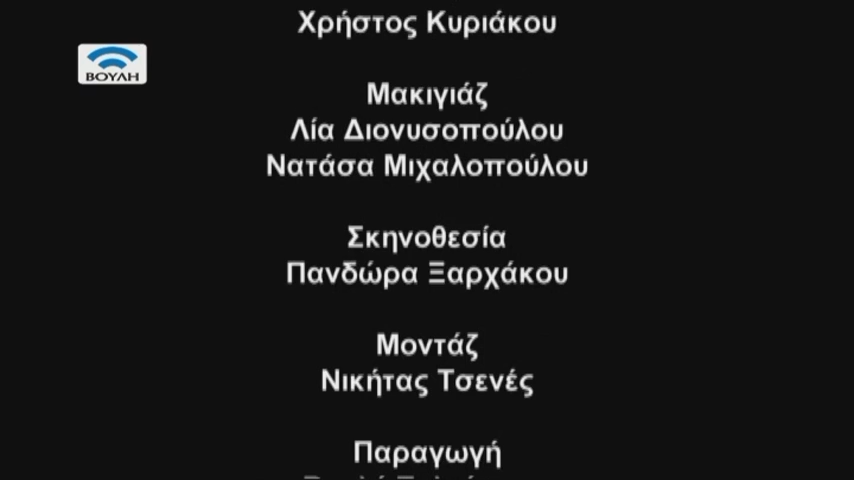 Χρήστος Κυριάκου
ΒΟΥΛΗ
Μακιγιάζ
Λία Διονυσοπούλου
Νατάσα Μιχαλοπούλου
Σκηνοθεσία
Πανδώρα Ξαρχάκου
Μοντάζ
Νικήτας Τσενές
Παραγωγή